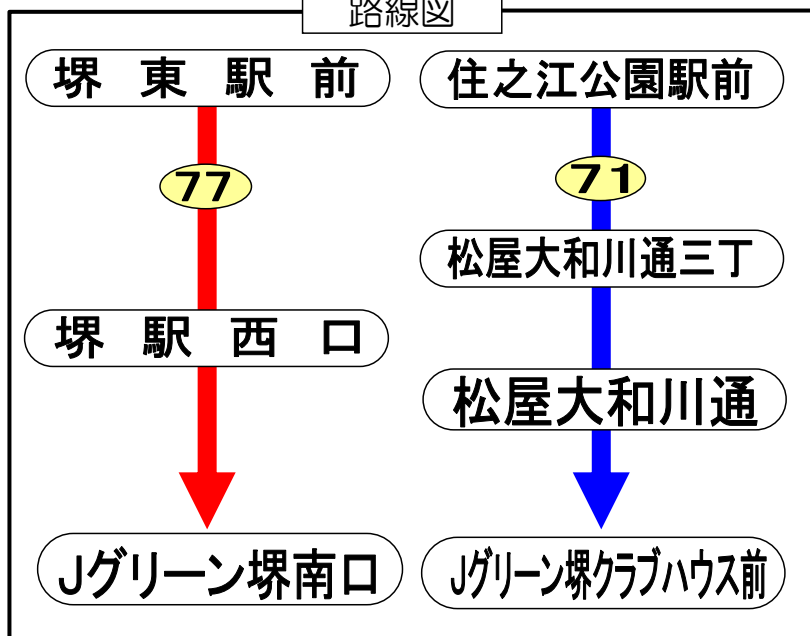 路線図
堺東駅前
77
堺駅西口
Jグリーン堺南口
住之江公園駅前
71
松屋大和川通三丁
松屋大和川通
Jグリーン堺クラブハウス前